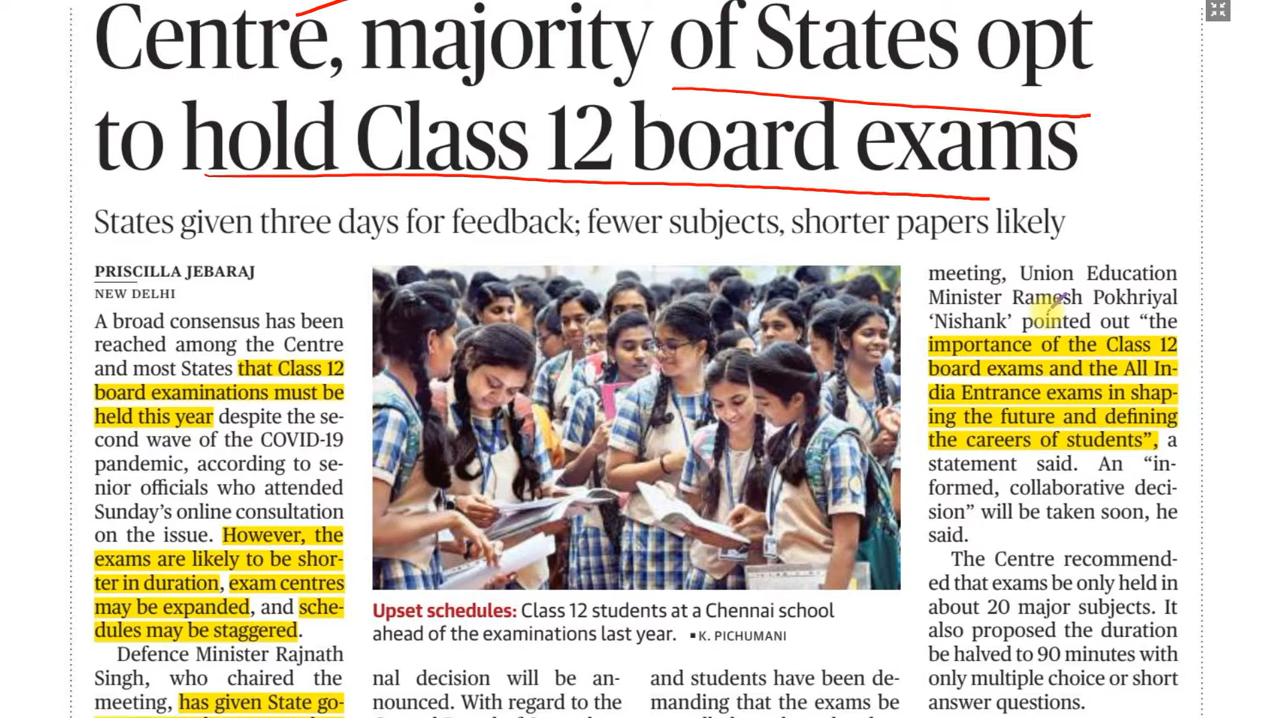 Centre, majority of States opt
to hold Class 12 board exams
States given three days for feedback; fewer subjects, shorter papers likely
PRISCILLA JEBARAJ
NEW DELHI
A broad consensus has been
reached among the Centre
and most States that Class 12
board examinations must be
held this year despite the se-
cond wave of the COVID-19
pandemic, according to se-
nior officials who attended
Sunday's online consultation
on the issue. However, the
exams are likely to be shor-
ter in duration, exam centres
may be expanded, and sche-
dules may be staggered.
Defence Minister Rajnath
Singh, who chaired the
meeting, has given State go-
Upset schedules: Class 12 students at a Chennai school
ahead of the examinations last year. ▪ K. PICHUMANI
nal decision will be an-
nounced. With regard to the
and students have been de-
manding that the exams be
meeting, Union Education
Minister Ramesh Pokhriyal
‘Nishank’ pointed out “the
importance of the Class 12
board exams and the All In-
dia Entrance exams in shap-
ing the future and defining
the careers of students”, a
statement said. An “in-
formed, collaborative deci-
sion” will be taken soon, he
said.
The Centre recommend-
ed that exams be only held in
about 20 major subjects. It
also proposed the duration
be halved to 90 minutes with
only multiple choice or short
answer questions.